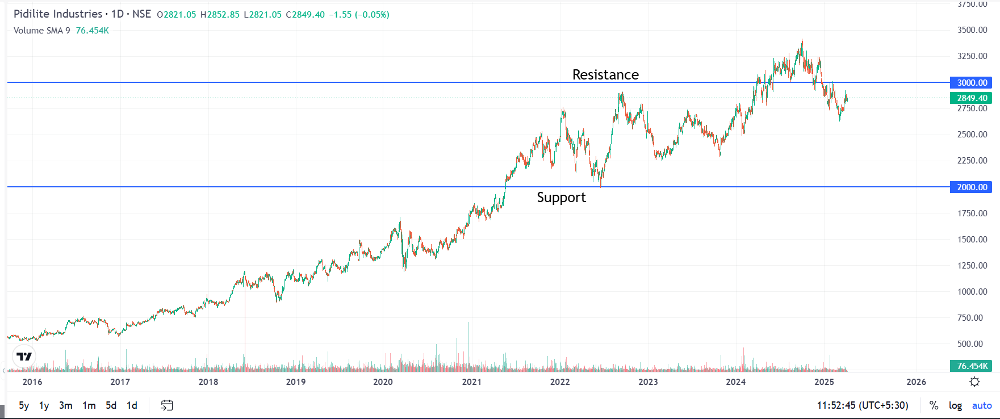 Pidilite Industries · 1D · NSE O2821.05 H2852.85 L2821.05 C2849.40 −1.55 (−0.05%)
Volume SMA 9 76.454K
3750.00
3500.00
3250.00
Resistance
3000.00
2849.40
2750.00
2500.00
2250.00
2000.00
Support
1750.00
1500.00
1250.00
1000.00
750.00
500.00
76.454K
2016 2017 2018 2019 2020 2021 2022 2023 2024 2025 2026
5y 1y 3m 1m 5d 1d 11:52:45 (UTC+5:30) % log auto